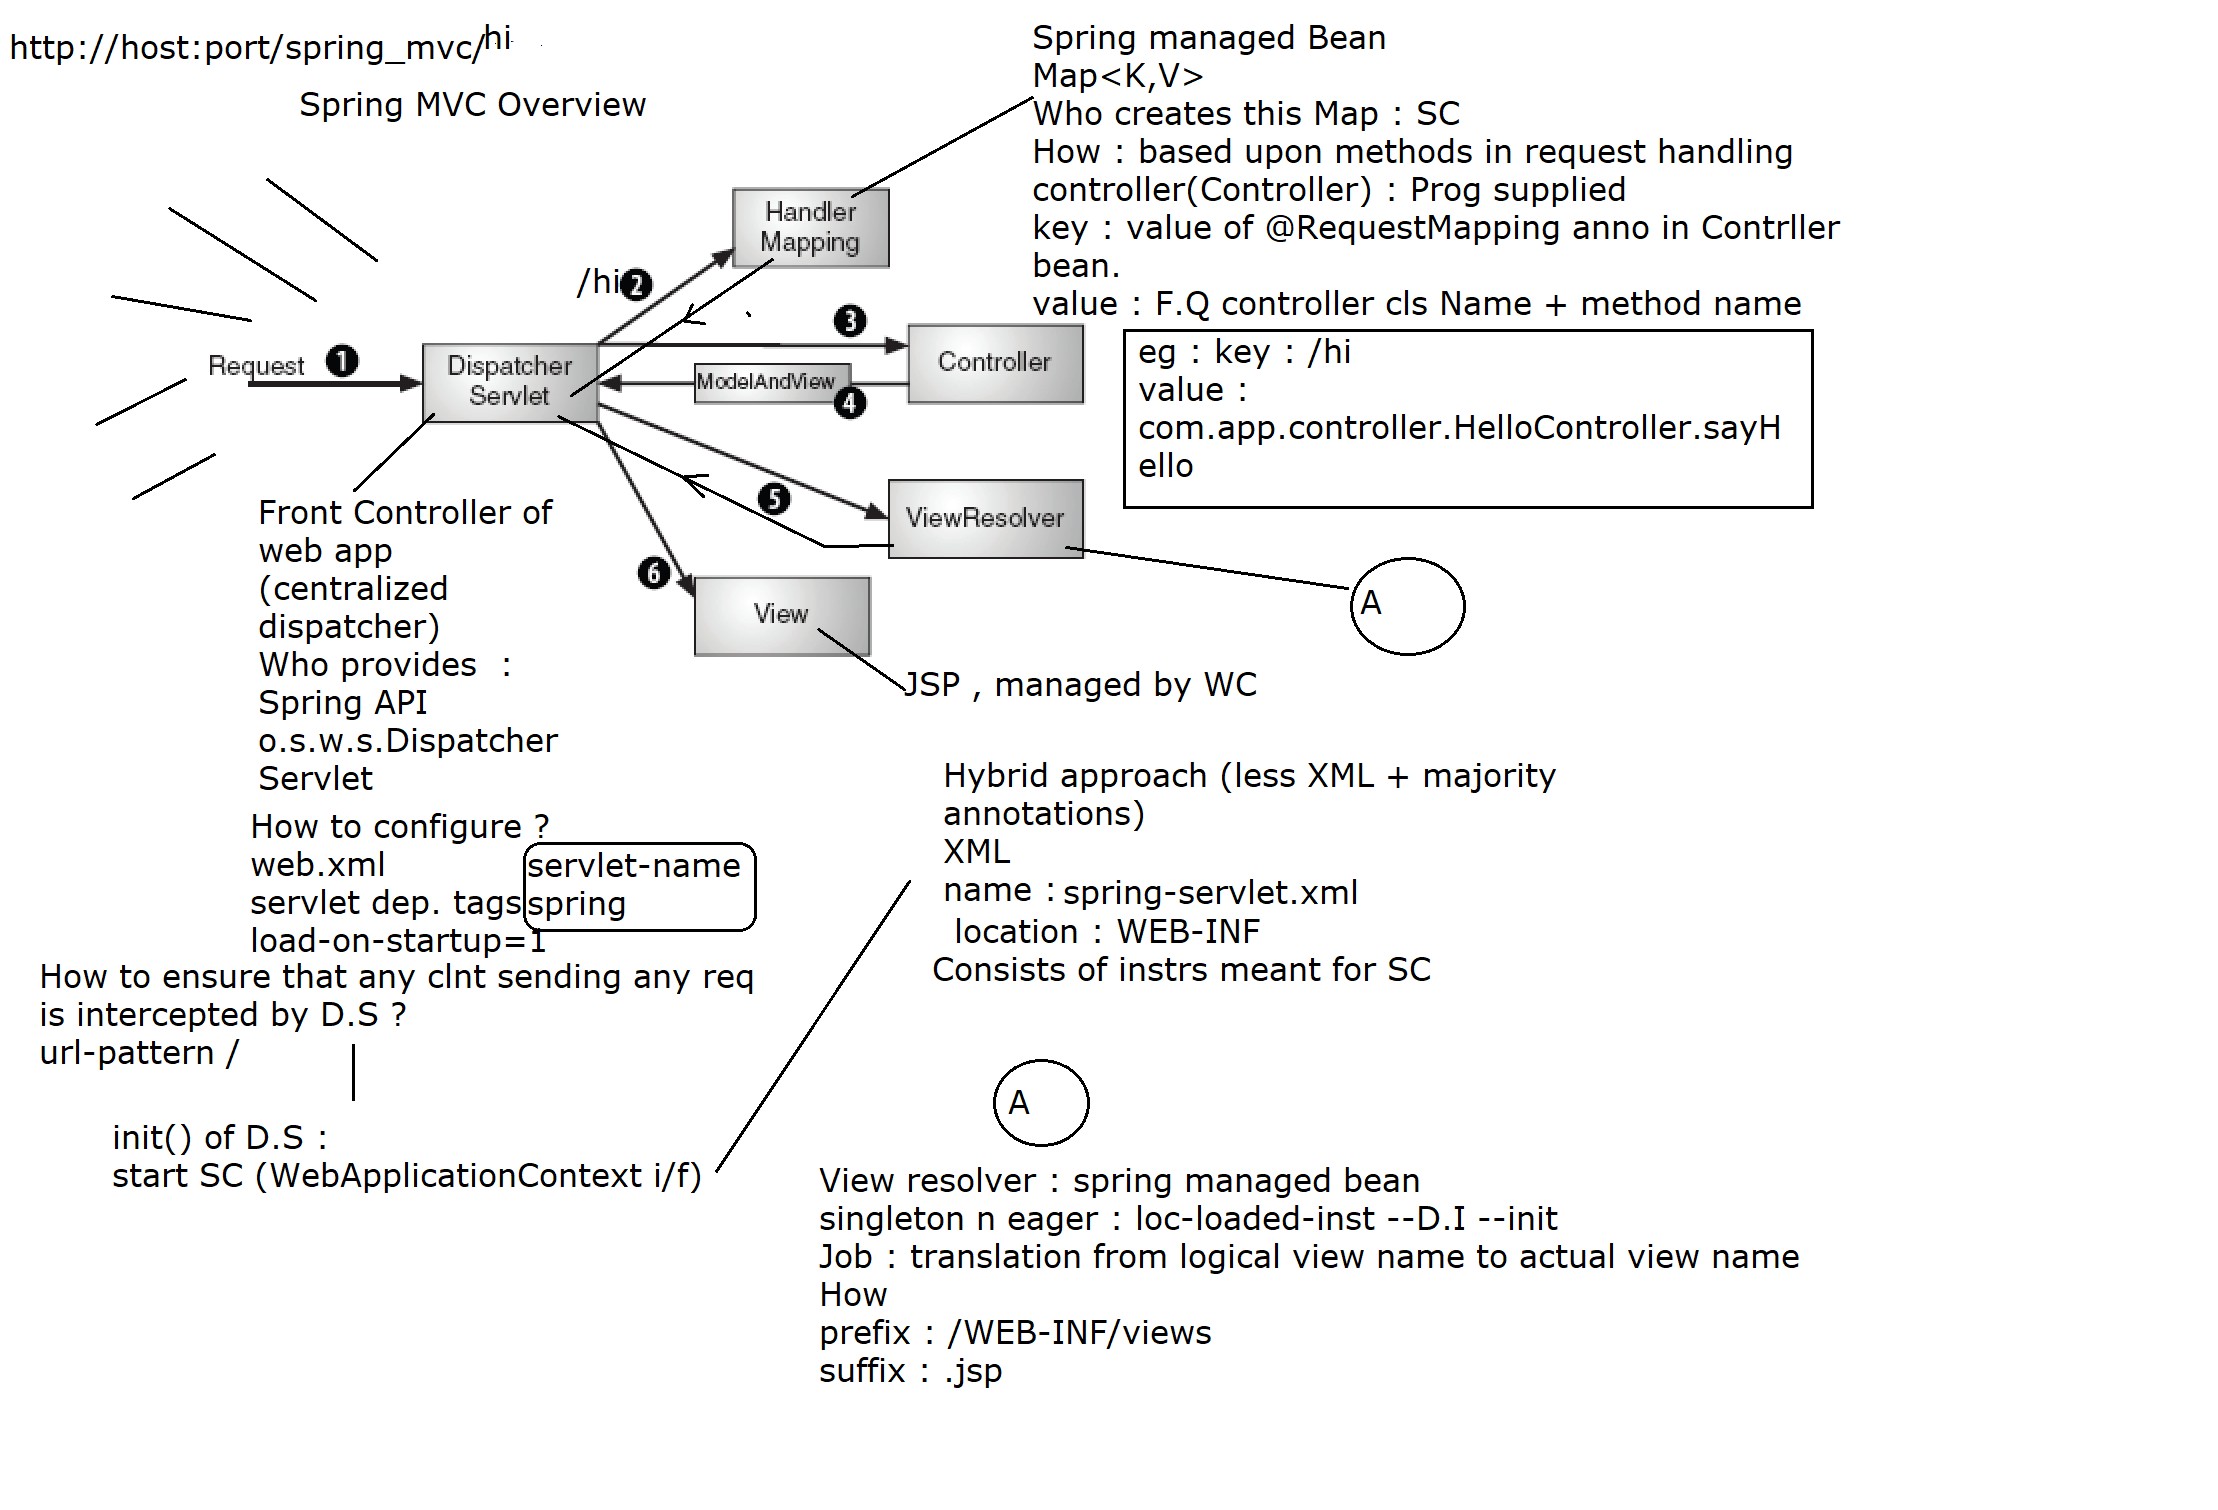 http://host:port/spring_mvc/hi
Spring MVC Overview
Spring managed Bean
Map<K,V>
Who creates this Map : SC
How : based upon methods in request handling
controller(Controller) : Prog supplied
key : value of @RequestMapping anno in Contrller
bean.
value : F.Q controller cls Name + method name
eg : key : /hi
value :
com.app.controller.HelloController.sayH
ello
Handler
Mapping
/hi 2
3
Request 1
Dispatcher
Servlet
Controller
ModelAndView
4
5
ViewResolver
A
6
View
JSP , managed by WC
Front Controller of
web app
(centralized
dispatcher)
Who provides :
Spring API
o.s.w.s.Dispatcher
Servlet
How to configure ?
web.xml
servlet dep. tags
load-on-startup=1
servlet-name
spring
How to ensure that any clnt sending any req
is intercepted by D.S ?
url-pattern /
init() of D.S :
start SC (WebApplicationContext i/f)
Hybrid approach (less XML + majority
annotations)
XML
name : spring-servlet.xml
location : WEB-INF
Consists of instrs meant for SC
A
View resolver : spring managed bean
singleton n eager : loc-loaded-inst --D.I --init
Job : translation from logical view name to actual view name
How
prefix : /WEB-INF/views
suffix : .jsp